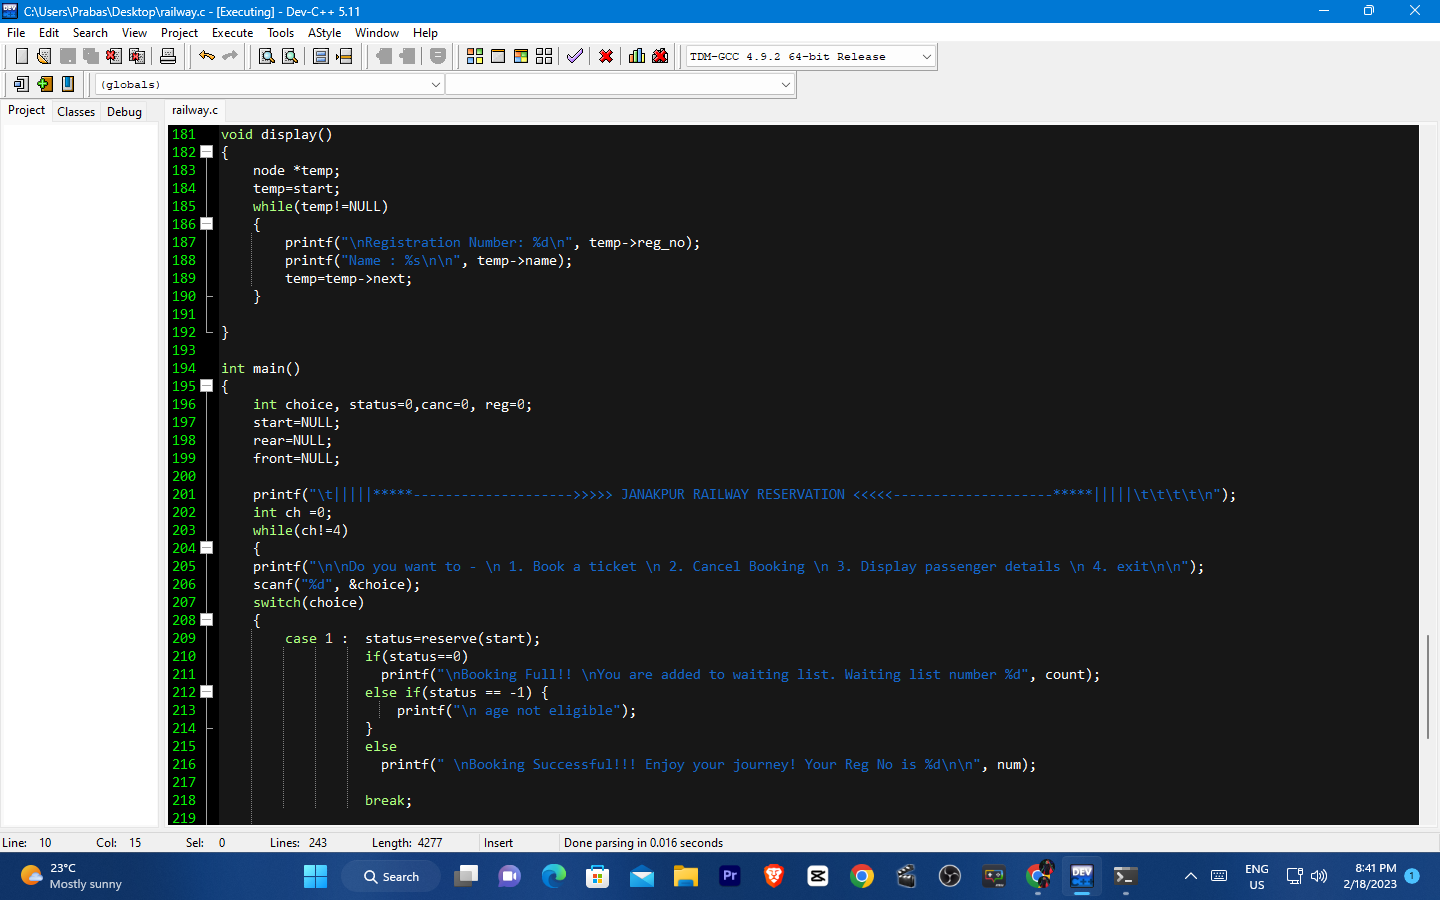 C:\Users\Prabas\Desktop\railway.c - [Executing] - Dev-C++ 5.11
File Edit Search View Project Execute Tools AStyle Window Help
TDM-GCC 4.9.2 64-bit Release
(globals)
Project Classes Debug
railway.c
181 void display()
182 {
183     node *temp;
184     temp=start;
185     while(temp!=NULL)
186     {
187         printf("\nRegistration Number: %d\n", temp->reg_no);
188         printf("Name : %s\n\n", temp->name);
189         temp=temp->next;
190     }
191
192 }
193
194 int main()
195 {
196     int choice, status=0,canc=0, reg=0;
197     start=NULL;
198     rear=NULL;
199     front=NULL;
200
201     printf("\t|||||*****-------------------->>>>> JANAKPUR RAILWAY RESERVATION <<<<<--------------------*****|||||\t\t\t\t\n");
202     int ch =0;
203     while(ch!=4)
204     {
205     printf("\n\nDo you want to - \n 1. Book a ticket \n 2. Cancel Booking \n 3. Display passenger details \n 4. exit\n\n");
206     scanf("%d", &choice);
207     switch(choice)
208     {
209         case 1 :  status=reserve(start);
210                   if(status==0)
211                     printf("\nBooking Full!! \nYou are added to waiting list. Waiting list number %d", count);
212                   else if(status == -1) {
213                       printf("\n age not eligible");
214                   }
215                   else
216                     printf(" \nBooking Successful!!! Enjoy your journey! Your Reg No is %d\n\n", num);
217
218                   break;
219
Line: 10 Col: 15 Sel: 0 Lines: 243 Length: 4277 Insert Done parsing in 0.016 seconds
23°C
Mostly sunny
Search
Pr
DEV
ENG
US
8:41 PM
2/18/2023
1